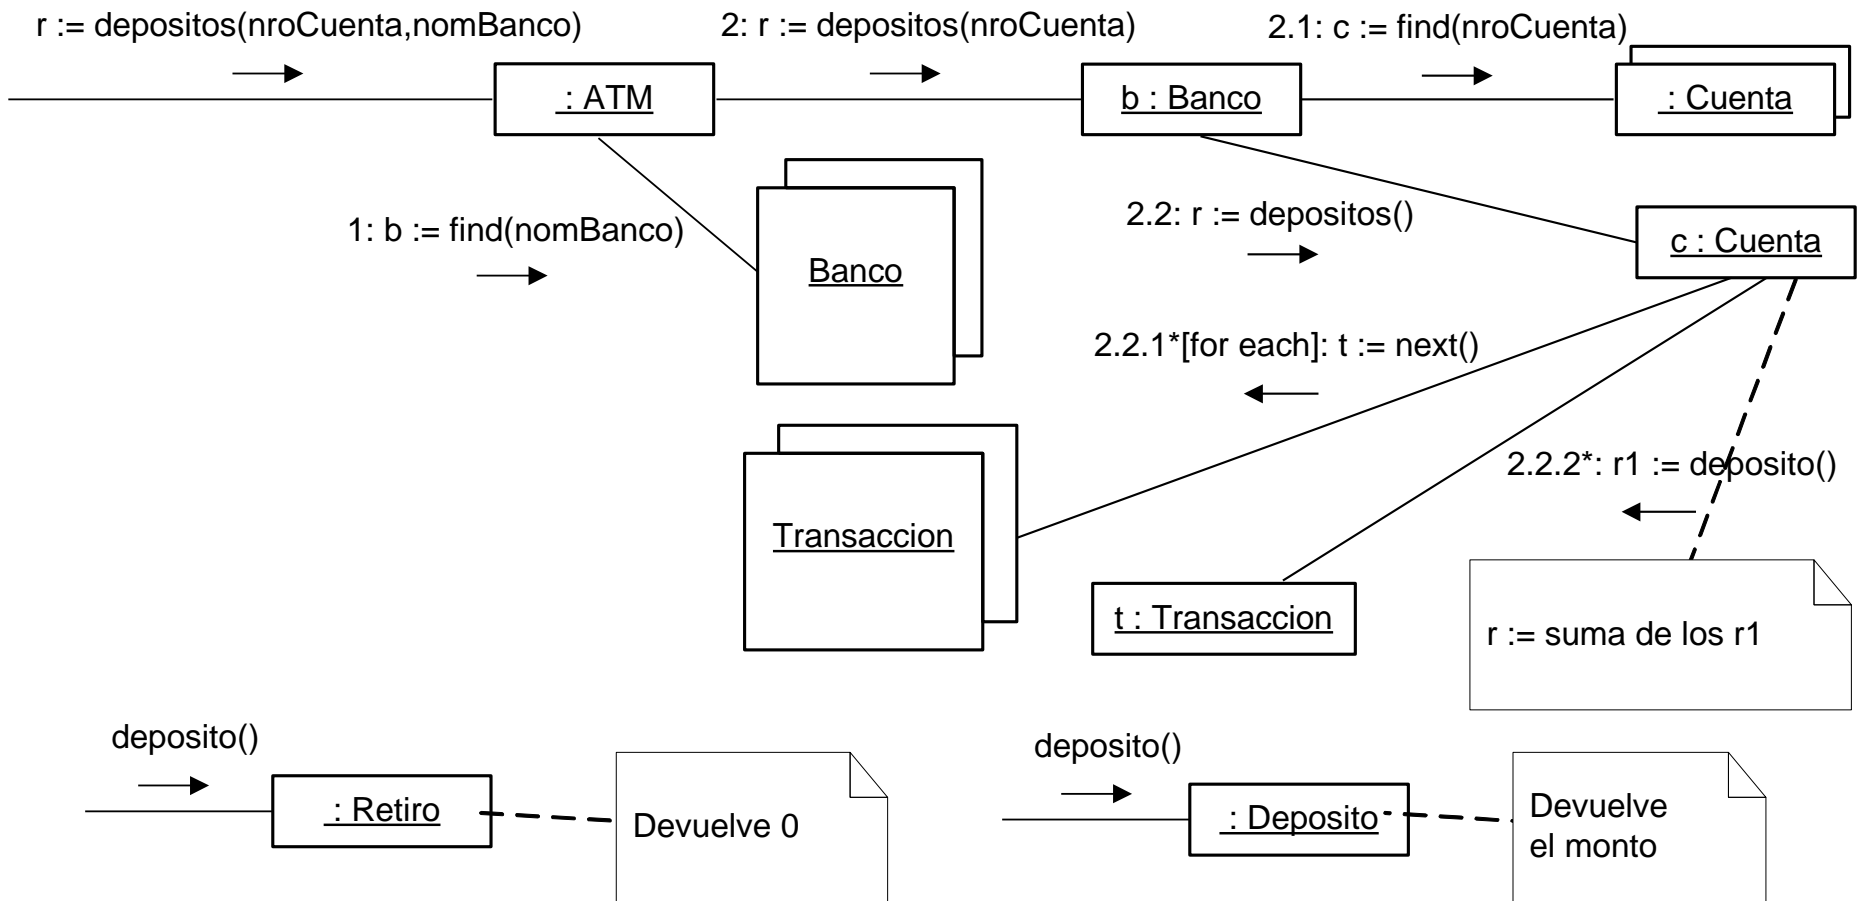 r := depositos(nroCuenta,nomBanco)
2: r := depositos(nroCuenta)
2.1: c := find(nroCuenta)
: ATM
b : Banco
: Cuenta
1: b := find(nomBanco)
2.2: r := depositos()
c : Cuenta
Banco
2.2.1*[for each]: t := next()
2.2.2*: r1 := deposito()
Transaccion
t : Transaccion
r := suma de los r1
deposito()
: Retiro
Devuelve 0
deposito()
: Deposito
Devuelve
el monto